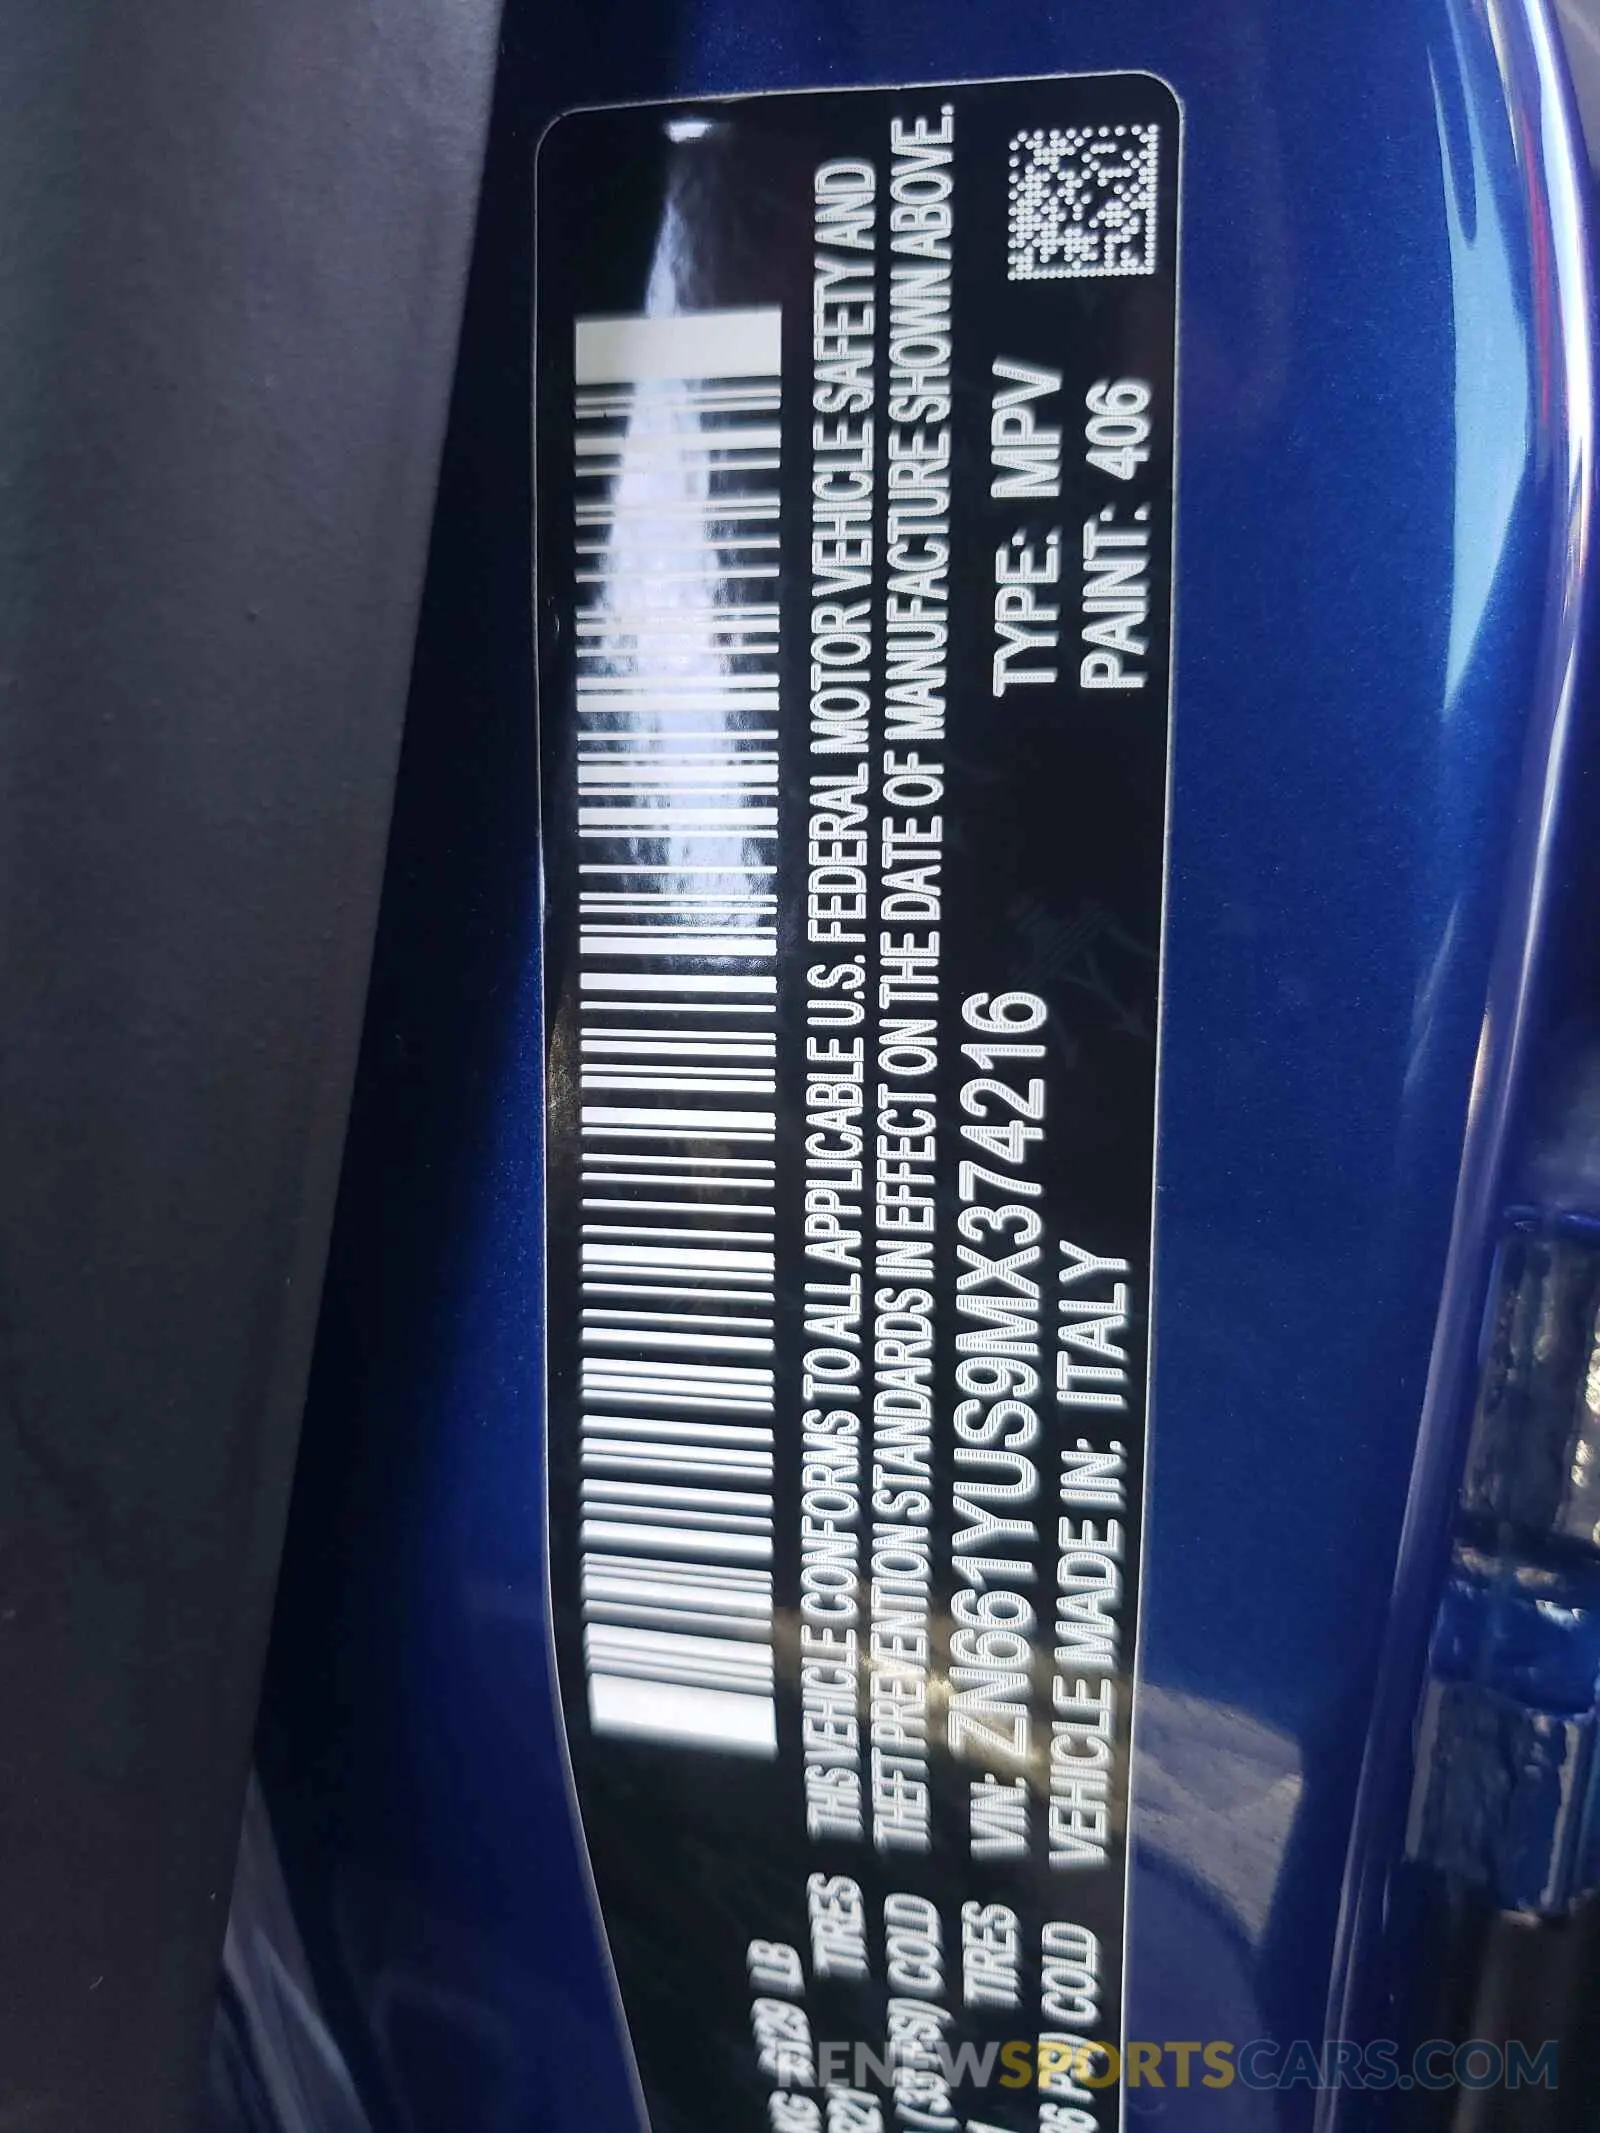 6129 LB
TIRES
COLD
TIRES
COLD
THIS VEHICLE CONFORMS TO ALL APPLICABLE U.S. FEDERAL MOTOR VEHICLE SAFETY AND
THEFT PREVENTION STANDARDS IN EFFECT ON THE DATE OF MANUFACTURE SHOWN ABOVE.
VIN: ZN661YUS9MX374216 TYPE: MPV
VEHICLE MADE IN: ITALY PAINT: 406
RENEWSPORTSCARS.COM